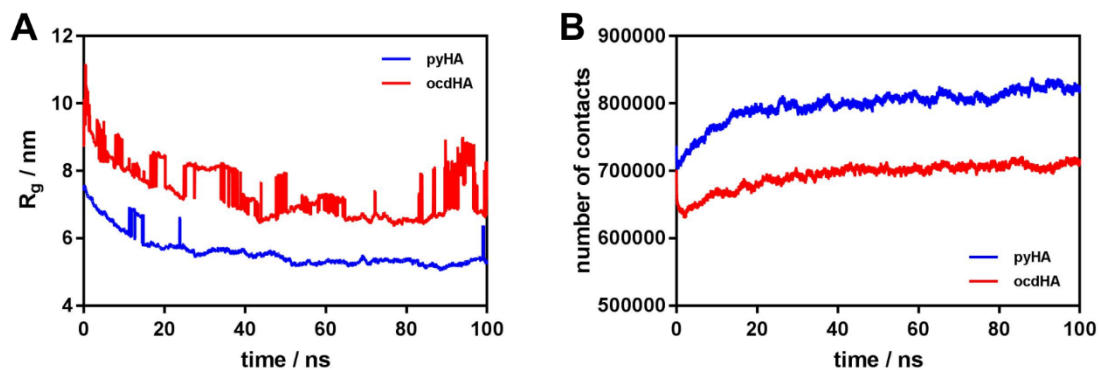 A
R_g / nm
12
10
8
6
4
pyHA
ocdHA
0 20 40 60 80 100
time / ns
B
number of contacts
900000
800000
700000
600000
500000
pyHA
ocdHA
0 20 40 60 80 100
time / ns